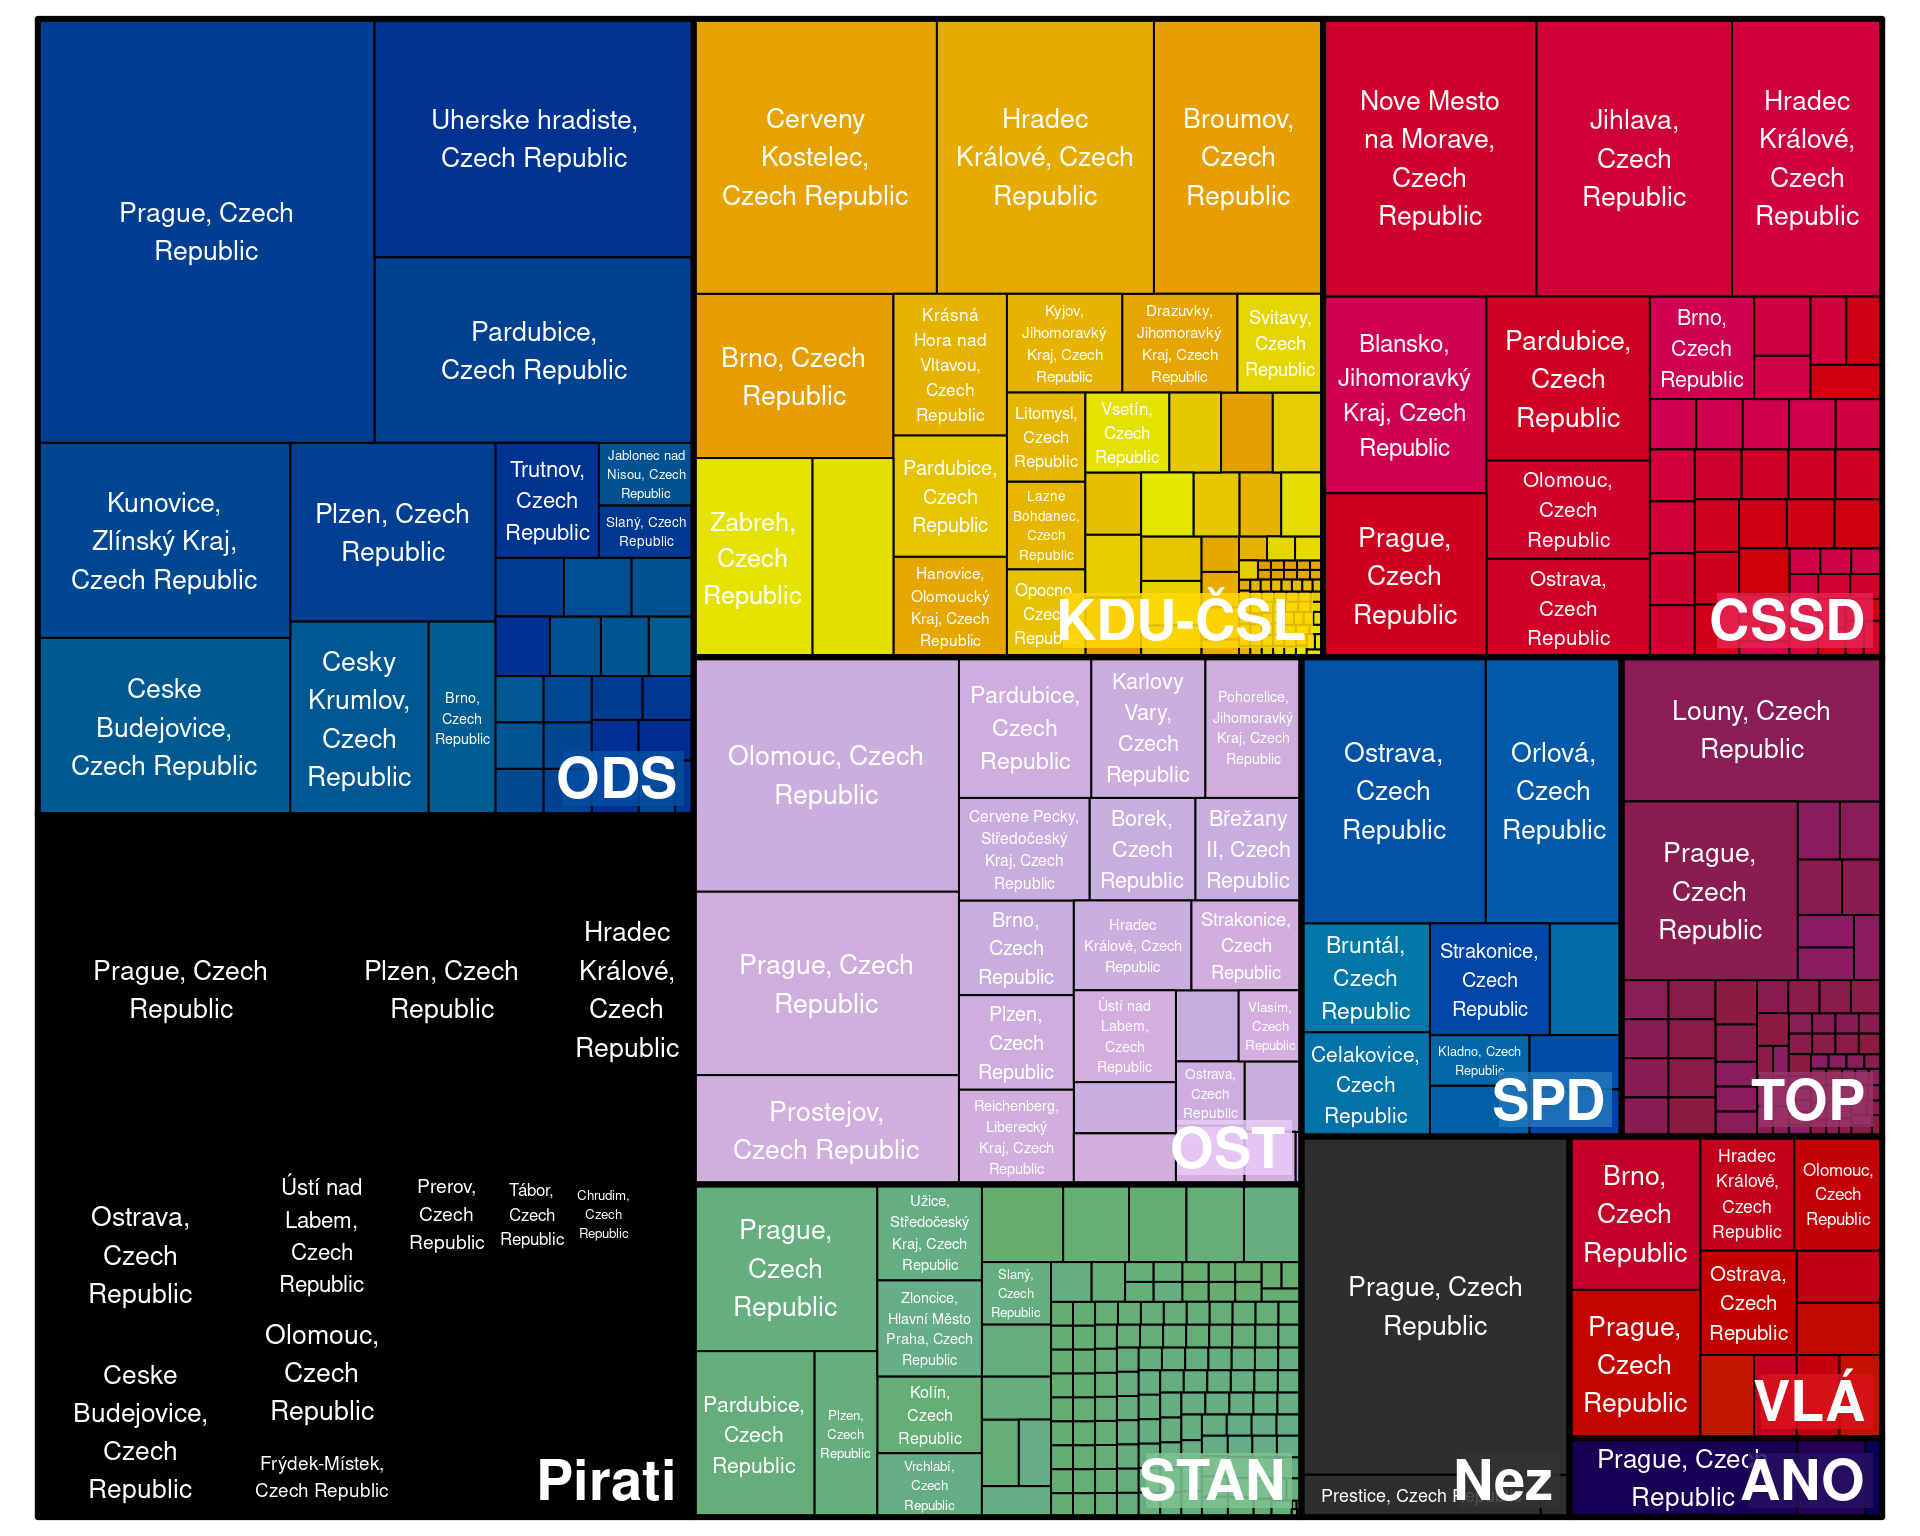 Prague, Czech
Republic
Uherske hradiste,
Czech Republic
Pardubice,
Czech Republic
Kunovice,
Zlínský Kraj,
Czech Republic
Ceske
Budejovice,
Czech Republic
Plzen, Czech
Republic
Cesky
Krumlov,
Czech
Republic
Brno,
Czech
Republic
Trutnov,
Czech
Republic
Jablonec nad
Nisou, Czech
Republic
Slaný, Czech
Republic
ODS
Cerveny
Kostelec,
Czech Republic
Hradec
Králové, Czech
Republic
Broumov,
Czech
Republic
Brno, Czech
Republic
Zabreh,
Czech
Republic
Krásná
Hora nad
Vltavou,
Czech
Republic
Pardubice,
Czech
Republic
Hanovice,
Olomoucký
Kraj, Czech
Republic
Kyjov,
Jihomoravký
Kraj, Czech
Republic
Drazuvky,
Jihomoravký
Kraj, Czech
Republic
Svitavy,
Czech
Republic
Litomysl,
Czech
Republic
Vsetín,
Czech
Republic
Lazne
Bohdanec,
Czech
Republic
Opocno,
Czech
Republic
KDU-ČSL
Nove Mesto
na Morave,
Czech
Republic
Jihlava,
Czech
Republic
Hradec
Králové,
Czech
Republic
Blansko,
Jihomoravký
Kraj, Czech
Republic
Prague,
Czech
Republic
Pardubice,
Czech
Republic
Olomouc,
Czech
Republic
Ostrava,
Czech
Republic
Brno,
Czech
Republic
CSSD
Prague, Czech
Republic
Plzen, Czech
Republic
Hradec
Králové,
Czech
Republic
Ostrava,
Czech
Republic
Ceske
Budejovice,
Czech
Republic
Ústí nad
Labem,
Czech
Republic
Olomouc,
Czech
Republic
Frýdek-Místek,
Czech Republic
Prerov,
Czech
Republic
Tábor,
Czech
Republic
Chrudim,
Czech
Republic
Pirati
Olomouc, Czech
Republic
Prague, Czech
Republic
Prostejov,
Czech Republic
Pardubice,
Czech
Republic
Karlovy
Vary,
Czech
Republic
Pohorelice,
Jihomoravký
Kraj, Czech
Republic
Cervene Pecky,
Středočeský
Kraj, Czech
Republic
Borek,
Czech
Republic
Břežany
II, Czech
Republic
Brno,
Czech
Republic
Hradec
Králové, Czech
Republic
Strakonice,
Czech
Republic
Plzen,
Czech
Republic
Ústí nad
Labem,
Czech
Republic
Vlasim,
Czech
Republic
Reichenberg,
Liberecký
Kraj, Czech
Republic
Ostrava,
Czech
Republic
OST
Ostrava,
Czech
Republic
Orlová,
Czech
Republic
Bruntál,
Czech
Republic
Strakonice,
Czech
Republic
Celakovice,
Czech
Republic
Kladno, Czech
Republic
SPD
Louny, Czech
Republic
Prague,
Czech
Republic
TOP
Prague,
Czech
Republic
Pardubice,
Czech
Republic
Plzen,
Czech
Republic
Užice,
Středočeský
Kraj, Czech
Republic
Zloncice,
Hlavní Město
Praha, Czech
Republic
Kolín,
Czech
Republic
Vrchlabí,
Czech
Republic
Slaný,
Czech
Republic
STAN
Prague, Czech
Republic
Prestice, Czech Republic
Nez
Brno,
Czech
Republic
Prague,
Czech
Republic
Hradec
Králové,
Czech
Republic
Olomouc,
Czech
Republic
Ostrava,
Czech
Republic
VLÁ
Prague, Czech
Republic
ANO